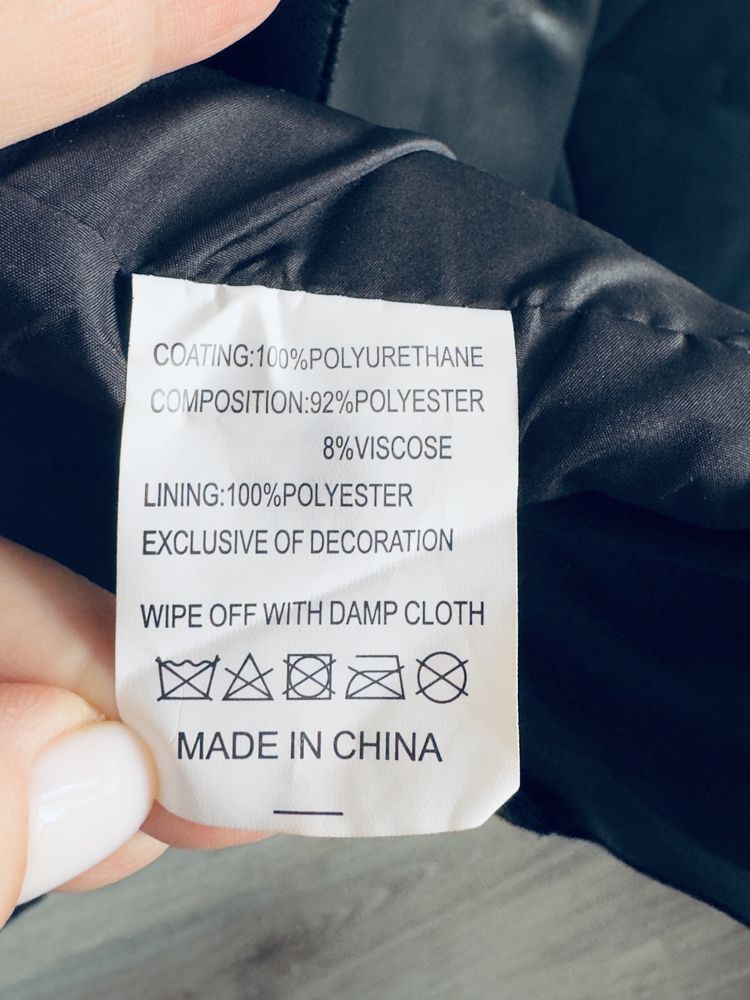 COATING:100%POLYURETHANE
COMPOSITION:92%POLYESTER
8%VISCOSE
LINING:100%POLYESTER
EXCLUSIVE OF DECORATION
WIPE OFF WITH DAMP CLOTH
MADE IN CHINA